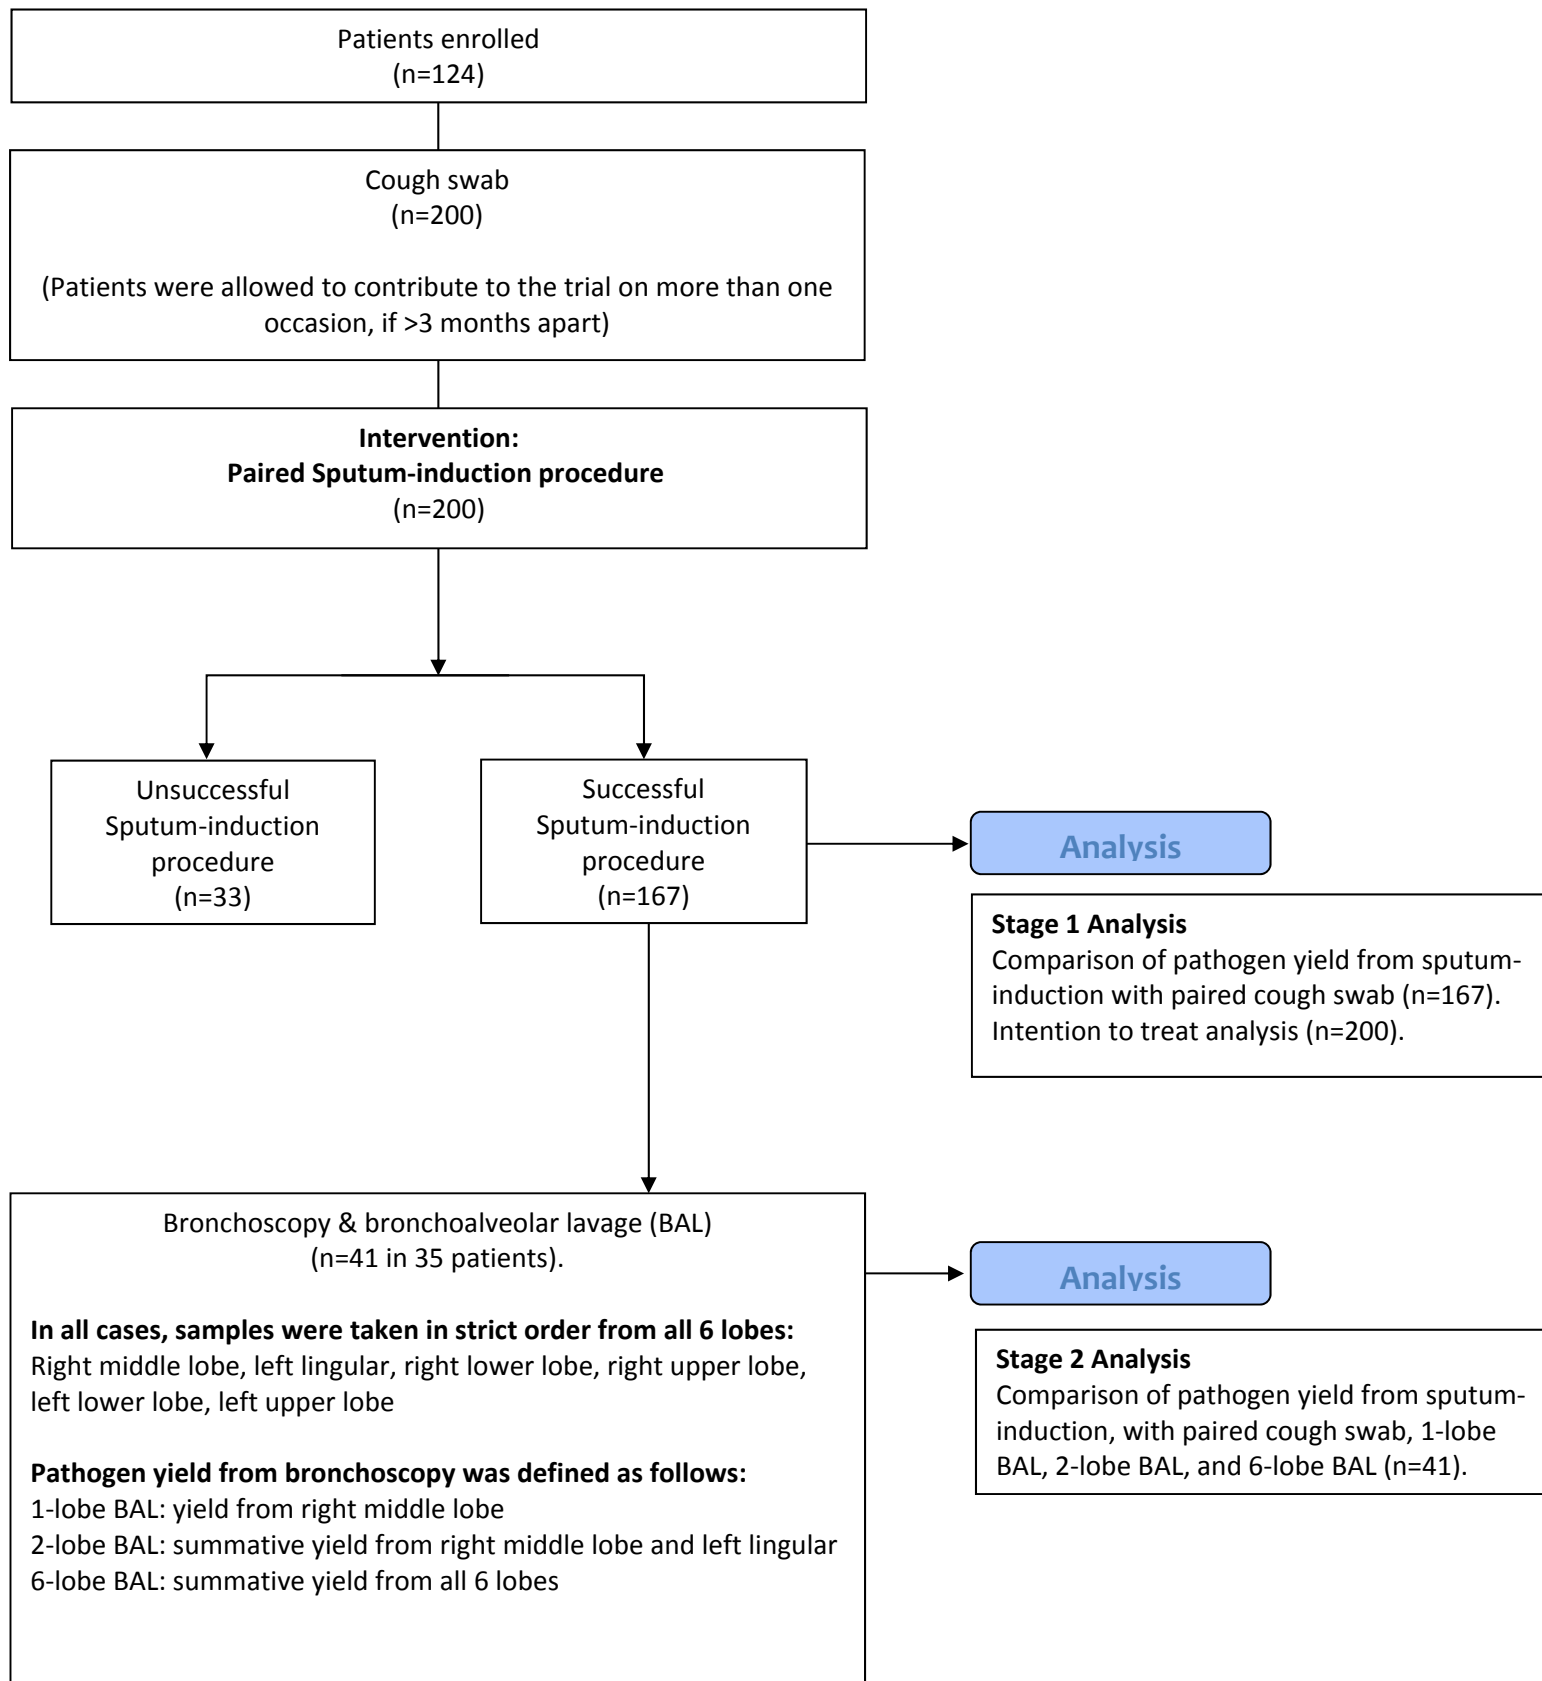 Patients enrolled
(n=124)
Cough swab
(n=200)
(Patients were allowed to contribute to the trial on more than one
occasion, if >3 months apart)
Intervention:
Paired Sputum-induction procedure
(n=200)
Unsuccessful
Sputum-induction
procedure
(n=33)
Successful
Sputum-induction
procedure
(n=167)
Analysis
Stage 1 Analysis
Comparison of pathogen yield from sputum-
induction with paired cough swab (n=167).
Intention to treat analysis (n=200).
Bronchoscopy & bronchoalveolar lavage (BAL)
(n=41 in 35 patients).
In all cases, samples were taken in strict order from all 6 lobes:
Right middle lobe, left lingular, right lower lobe, right upper lobe,
left lower lobe, left upper lobe
Pathogen yield from bronchoscopy was defined as follows:
1-lobe BAL: yield from right middle lobe
2-lobe BAL: summative yield from right middle lobe and left lingular
6-lobe BAL: summative yield from all 6 lobes
Analysis
Stage 2 Analysis
Comparison of pathogen yield from sputum-
induction, with paired cough swab, 1-lobe
BAL, 2-lobe BAL, and 6-lobe BAL (n=41).